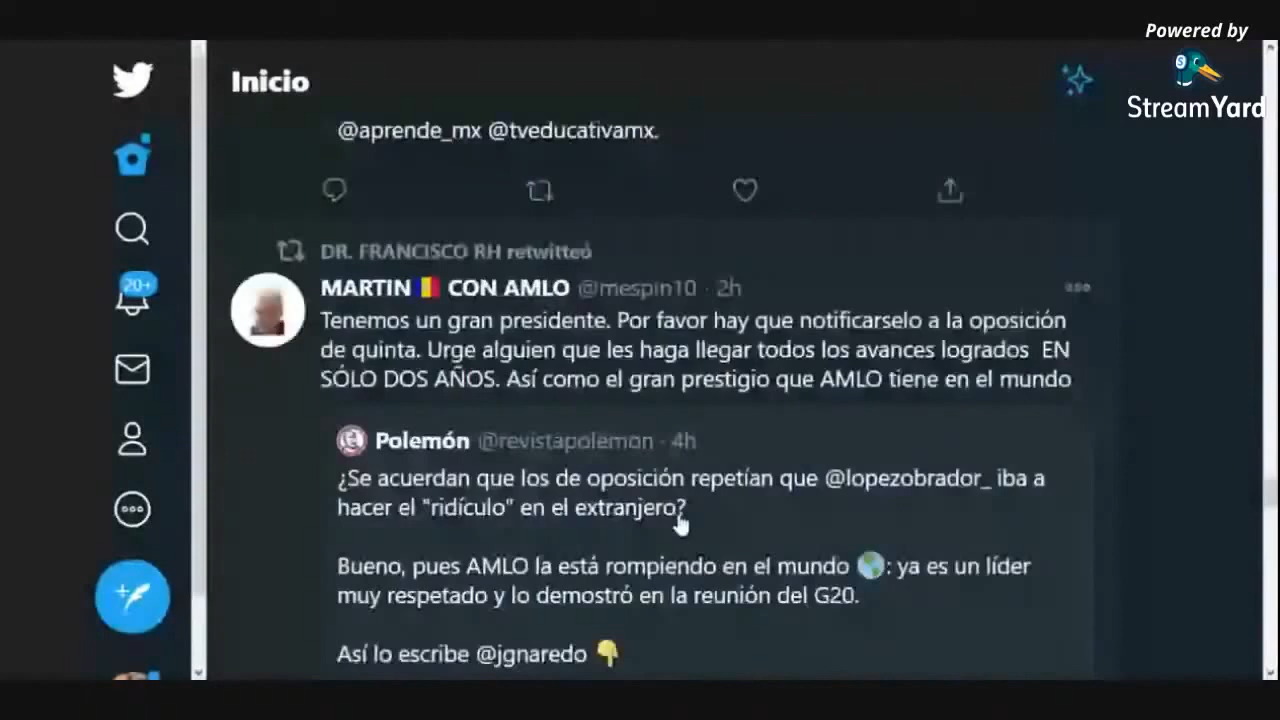 Powered by
StreamYard
Inicio
@aprende_mx @tveducativamx.
DR. FRANCISCO RH retwitteó
MARTIN CON AMLO @mespin10 · 2h
Tenemos un gran presidente. Por favor hay que notificarselo a la oposición
de quinta. Urge alguien que les haga llegar todos los avances logrados EN
SÓLO DOS AÑOS. Así como el gran prestigio que AMLO tiene en el mundo
Polemón @revistapolemon · 4h
¿Se acuerdan que los de oposición repetían que @lopezobrador_ iba a
hacer el "ridículo" en el extranjero?
Bueno, pues AMLO la está rompiendo en el mundo 🌎: ya es un líder
muy respetado y lo demostró en la reunión del G20.
Así lo escribe @jgnaredo 👇
20+